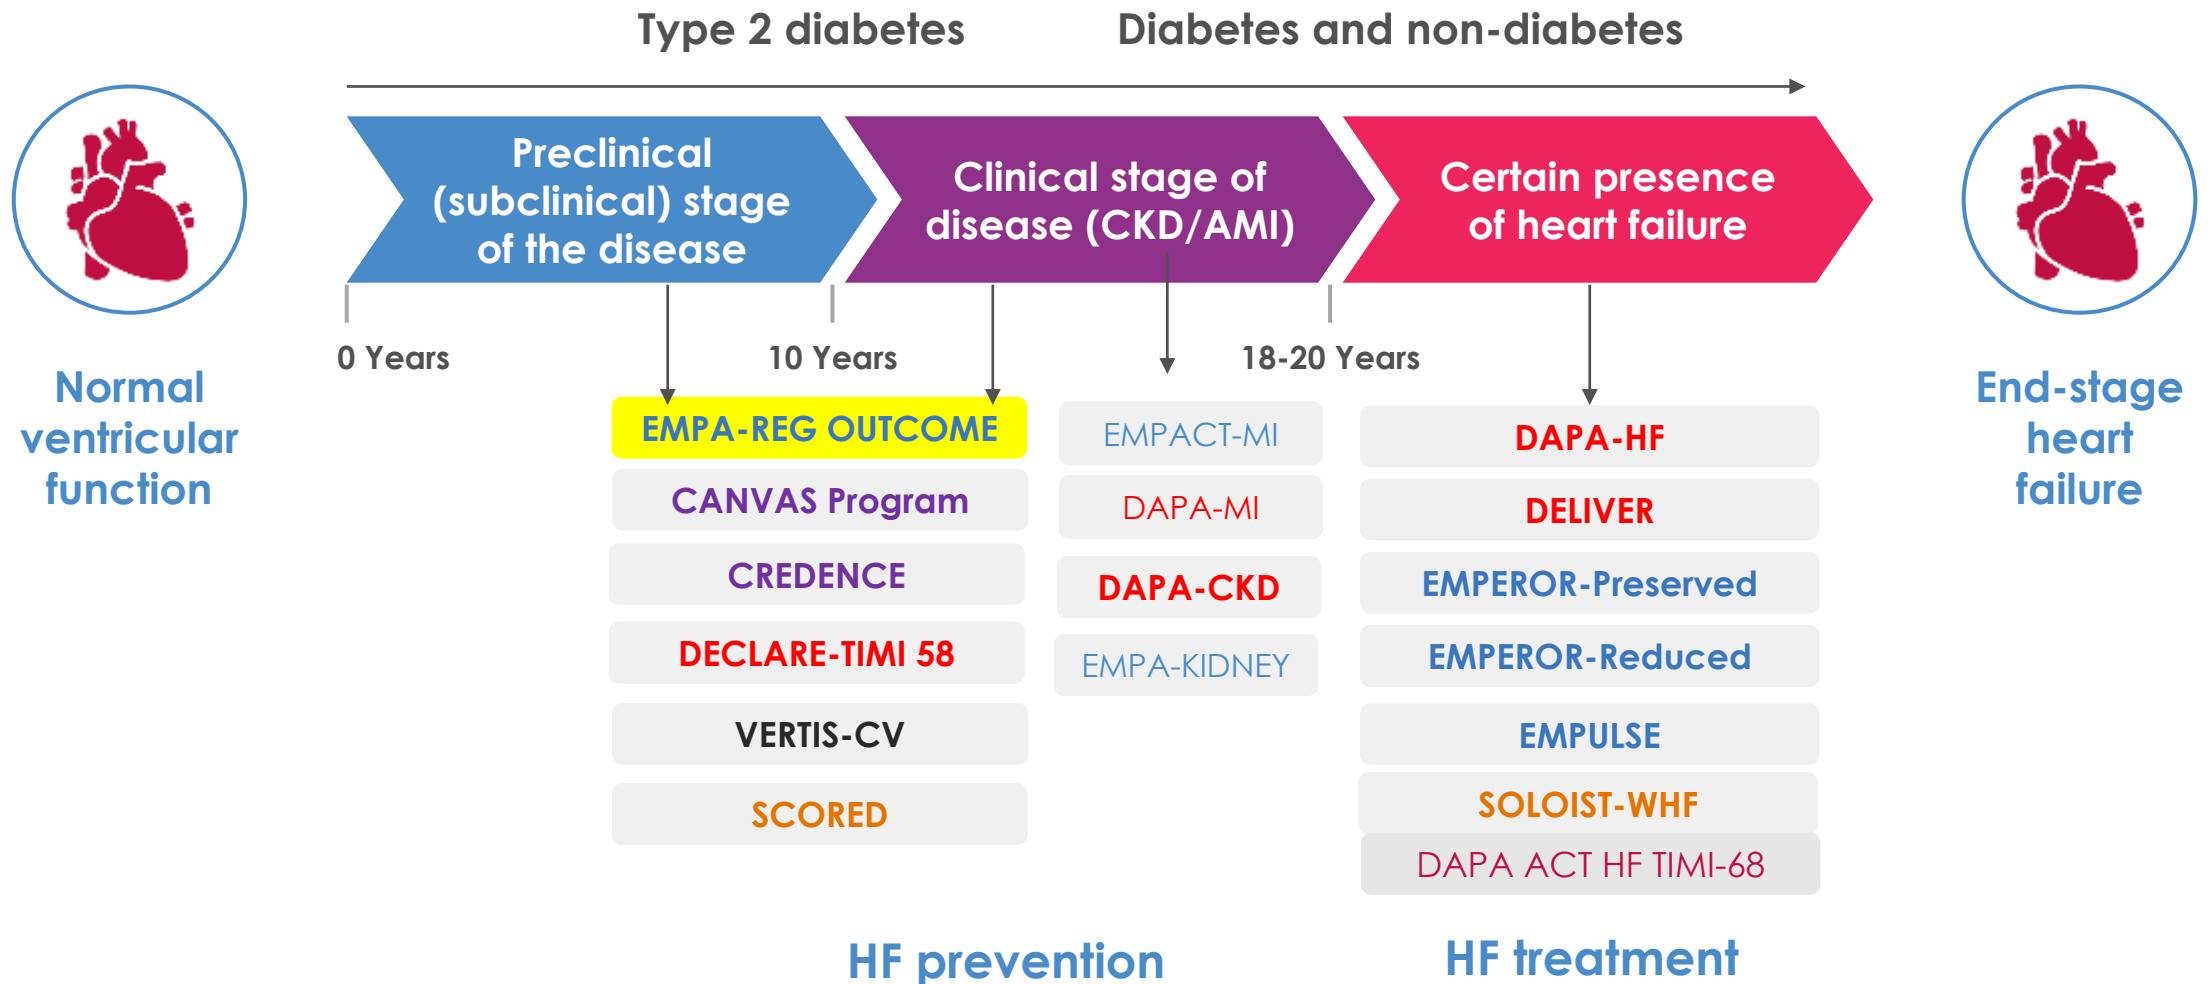 Type 2 diabetes
Diabetes and non-diabetes
Preclinical
(subclinical) stage
of the disease
Clinical stage of
disease (CKD/AMI)
Certain presence
of heart failure
0 Years
10 Years
18-20 Years
Normal
ventricular
function
End-stage
heart
failure
EMPA-REG OUTCOME
CANVAS Program
CREDENCE
DECLARE-TIMI 58
VERTIS-CV
SCORED
EMPACT-MI
DAPA-MI
DAPA-CKD
EMPA-KIDNEY
DAPA-HF
DELIVER
EMPEROR-Preserved
EMPEROR-Reduced
EMPULSE
SOLOIST-WHF
DAPA ACT HF TIMI-68
HF prevention
HF treatment